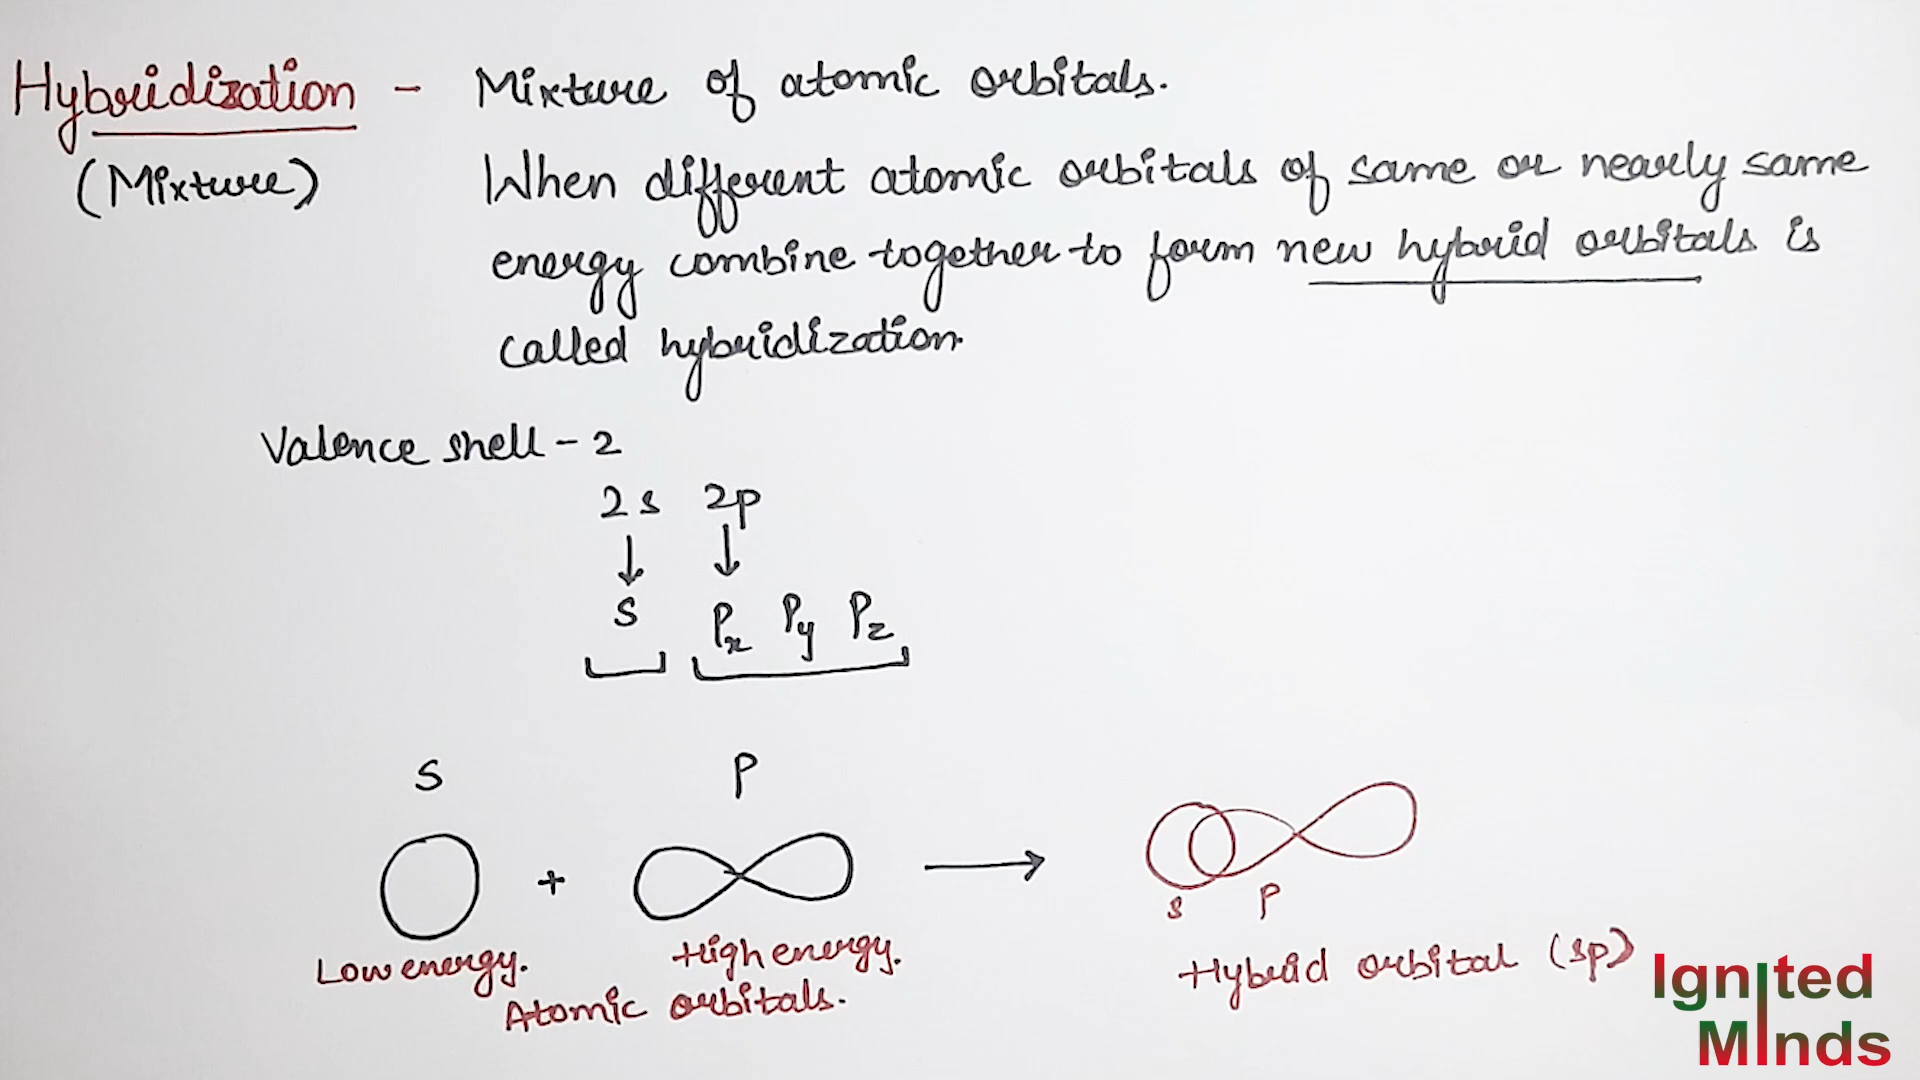 Hybridization - Mixture of atomic orbitals.
(Mixture) When different atomic orbitals of same or nearly same
energy combine together to form new hybrid orbitals is
called hybridization.
Valence shell - 2
2s 2p
↓ ↓
s Px Py Pz
s P
+ →
s P
Low energy. High energy. Hybrid orbital (sp)
Atomic orbitals.
Ignited
Minds